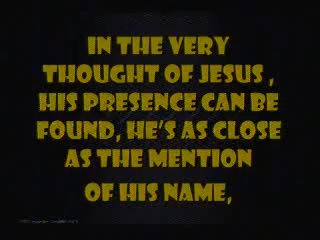 IN THE VERY
THOUGHT OF JESUS ,
HIS PRESENCE CAN BE
FOUND, HE'S AS CLOSE
AS THE MENTION
OF HIS NAME,